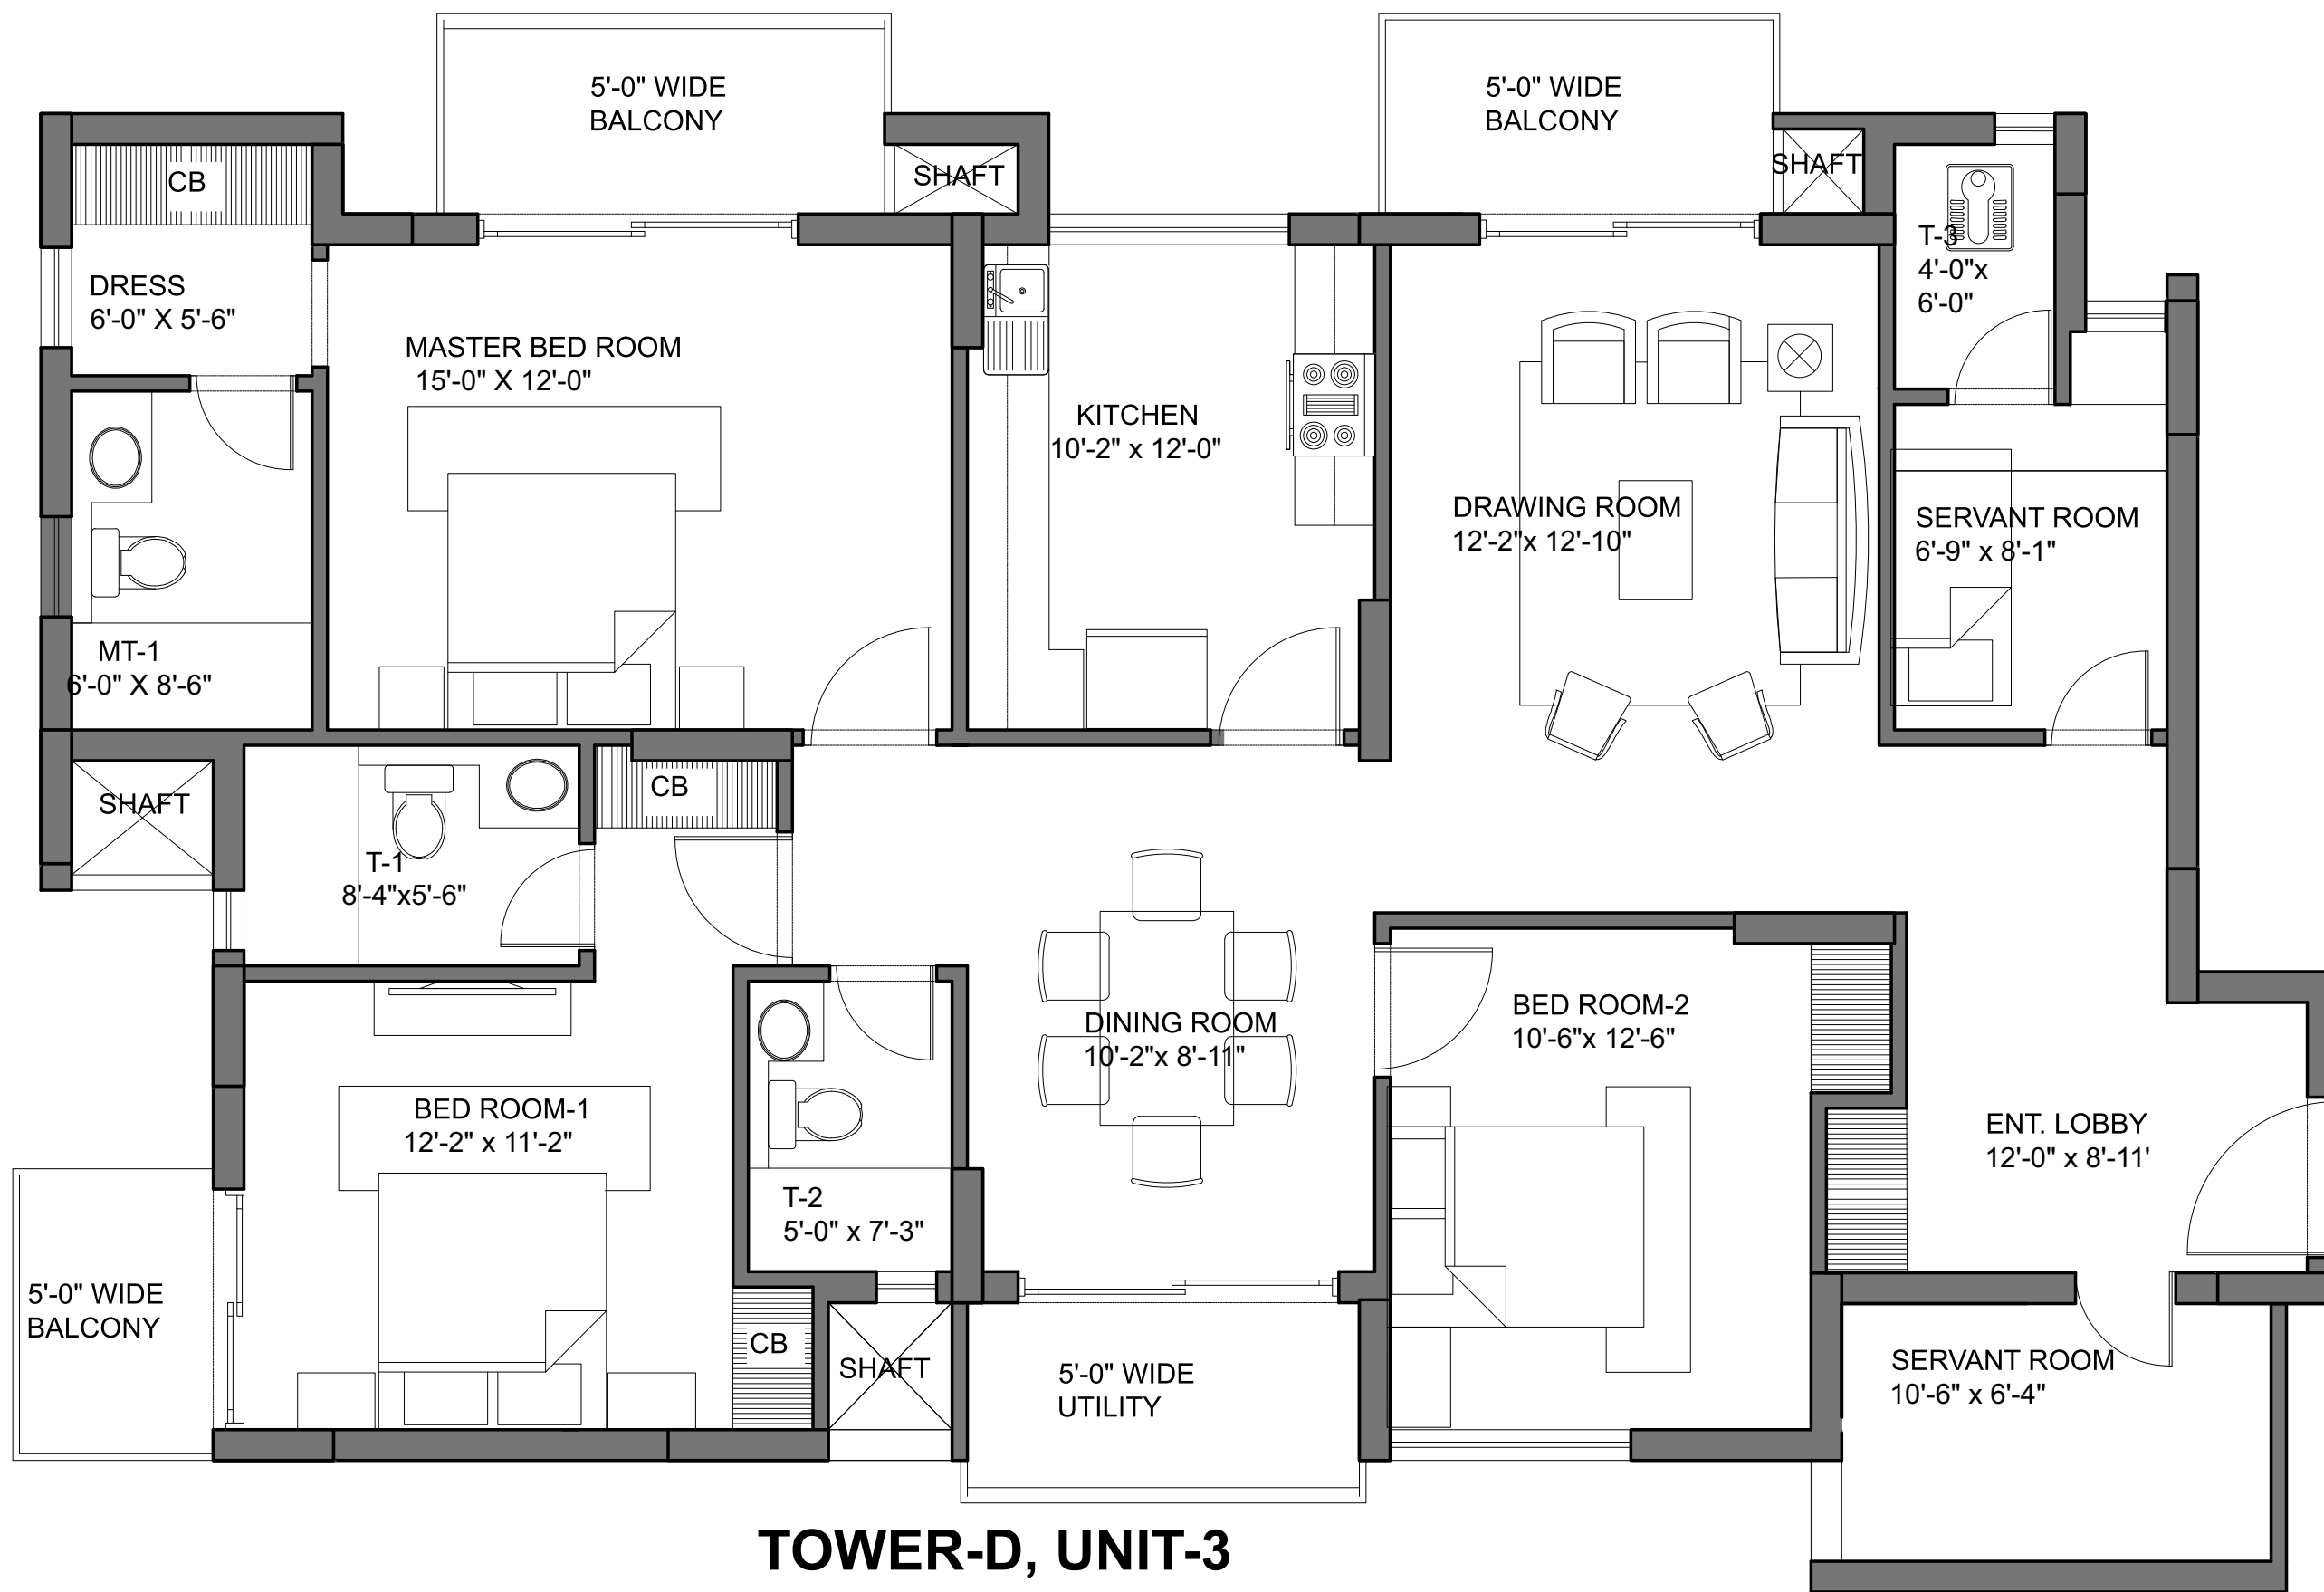 5'-0" WIDE
BALCONY
5'-0" WIDE
BALCONY
CB
SHAFT
SHAFT
T-3
4'-0"x
6'-0"
DRESS
6'-0" X 5'-6"
MASTER BED ROOM
15'-0" X 12'-0"
KITCHEN
10'-2" x 12'-0"
DRAWING ROOM
12'-2"x 12'-10"
SERVANT ROOM
6'-9" x 8'-1"
MT-1
6'-0" X 8'-6"
SHAFT
CB
T-1
8'-4"x5'-6"
DINING ROOM
10'-2"x 8'-11"
BED ROOM-2
10'-6"x 12'-6"
BED ROOM-1
12'-2" x 11'-2"
ENT. LOBBY
12'-0" x 8'-11'
T-2
5'-0" x 7'-3"
5'-0" WIDE
BALCONY
CB
SHAFT
5'-0" WIDE
UTILITY
SERVANT ROOM
10'-6" x 6'-4"
TOWER-D, UNIT-3